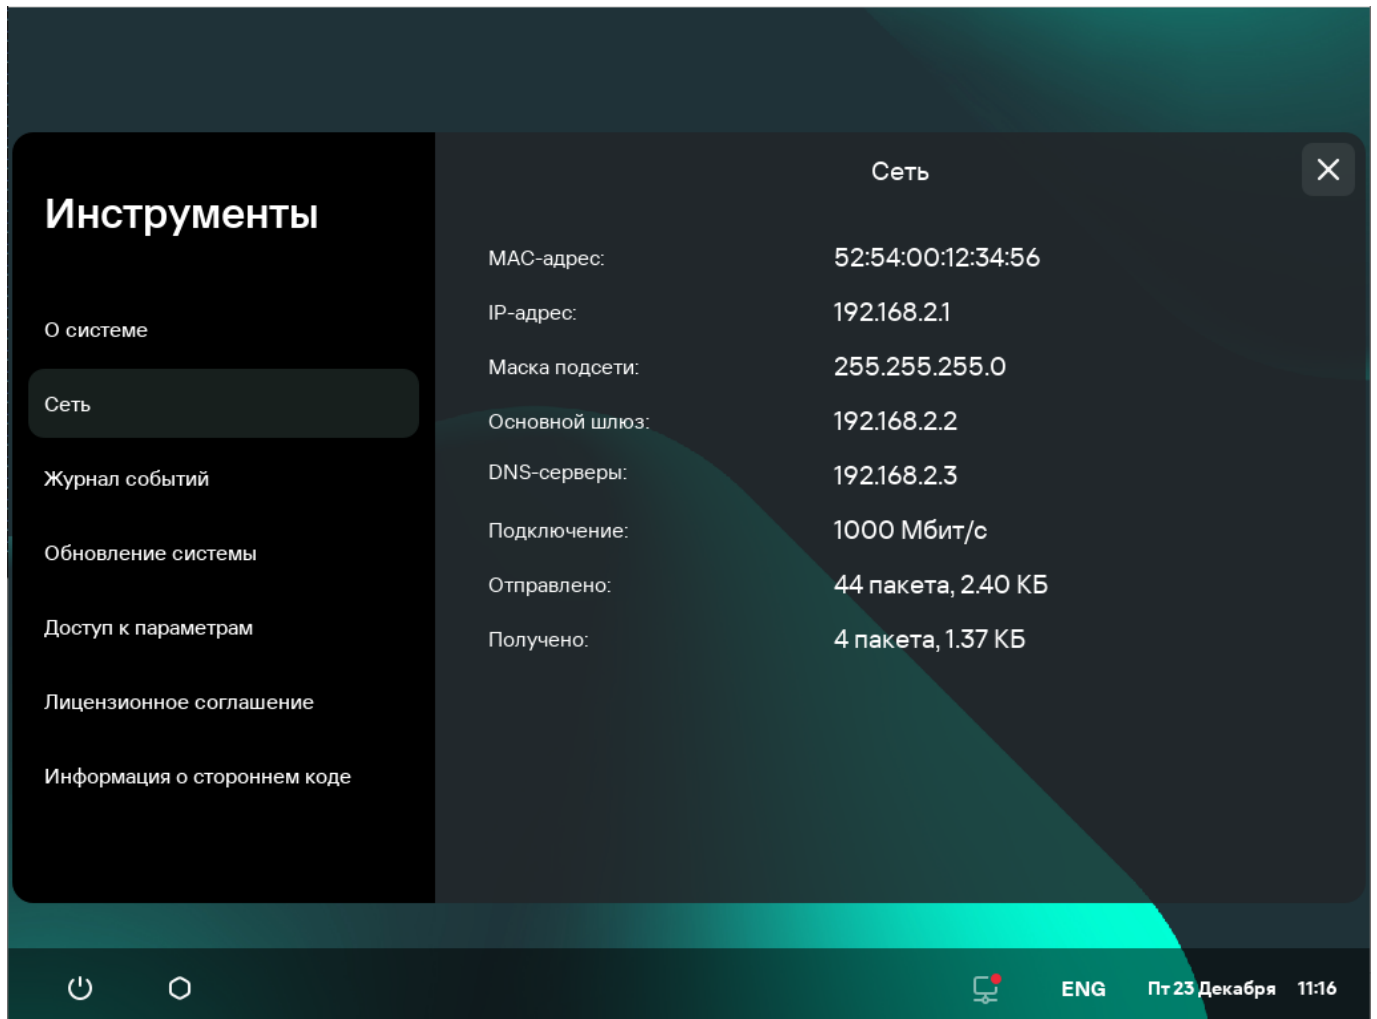 Инструменты
О системе
Сеть
Журнал событий
Обновление системы
Доступ к параметрам
Лицензионное соглашение
Информация о стороннем коде
Сеть
MAC-адрес: 52:54:00:12:34:56
IP-адрес: 192.168.2.1
Маска подсети: 255.255.255.0
Основной шлюз: 192.168.2.2
DNS-серверы: 192.168.2.3
Подключение: 1000 Мбит/с
Отправлено: 44 пакета, 2.40 КБ
Получено: 4 пакета, 1.37 КБ
ENG Пт 23 Декабря 11:16